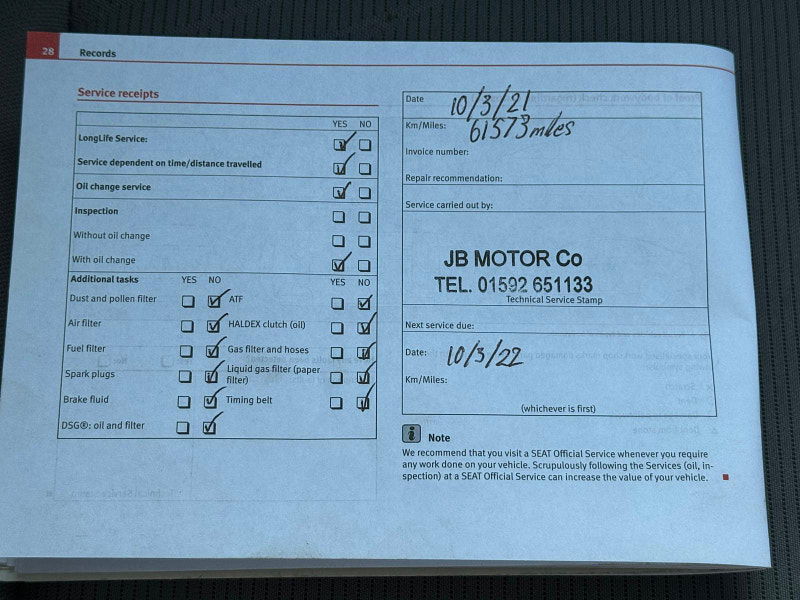 28 Records
Service receipts
YES NO
LongLife Service:
Service dependent on time/distance travelled
Oil change service
Inspection
Without oil change
With oil change
Additional tasks YES NO YES NO
Dust and pollen filter ATF
Air filter HALDEX clutch (oil)
Fuel filter Gas filter and hoses
Spark plugs Liquid gas filter (paper
filter)
Brake fluid Timing belt
DSG®: oil and filter
Date 10/3/21
Km/Miles: 61573 miles
Invoice number:
Repair recommendation:
Service carried out by:
JB MOTOR Co
TEL. 01592 651133
Technical Service Stamp
Next service due:
Date: 10/3/22
Km/Miles:
(whichever is first)
i Note
We recommend that you visit a SEAT Official Service whenever you require
any work done on your vehicle. Scrupulously following the Services (oil, in-
spection) at a SEAT Official Service can increase the value of your vehicle.